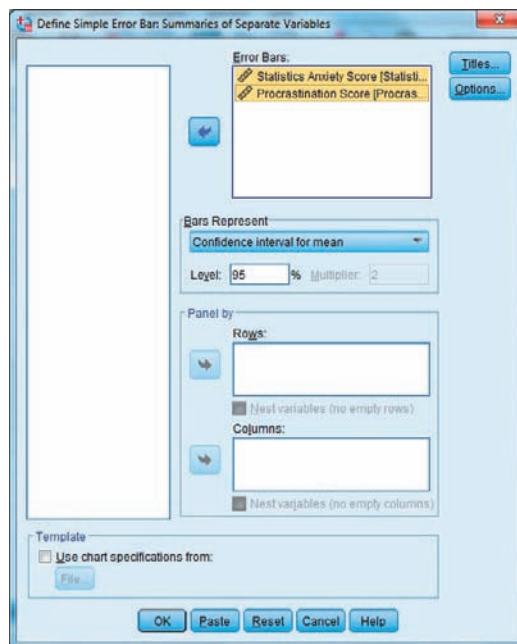 Define Simple Error Bar: Summaries of Separate Variables
Error Bars:
Statistics Anxiety Score [Statisti...
Procrastination Score [Procras...
Titles...
Options...
Bars Represent
Confidence interval for mean
Level: 95 % Multiplier: 2
Panel by
Rows:
Nest variables (no empty rows)
Columns:
Nest variables (no empty columns)
Template
Use chart specifications from:
File...
OK Paste Reset Cancel Help